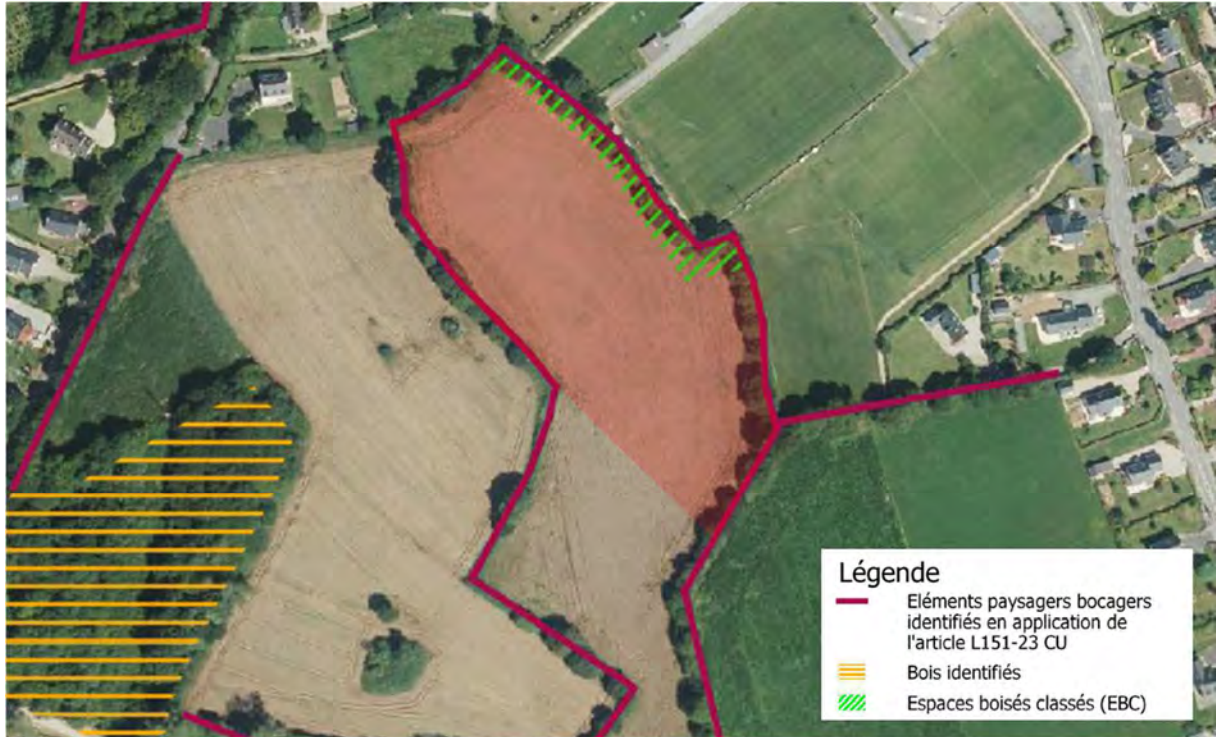 Légende
Eléments paysagers bocagers
identifiés en application de
l'article L151-23 CU
Bois identifiés
Espaces boisés classés (EBC)